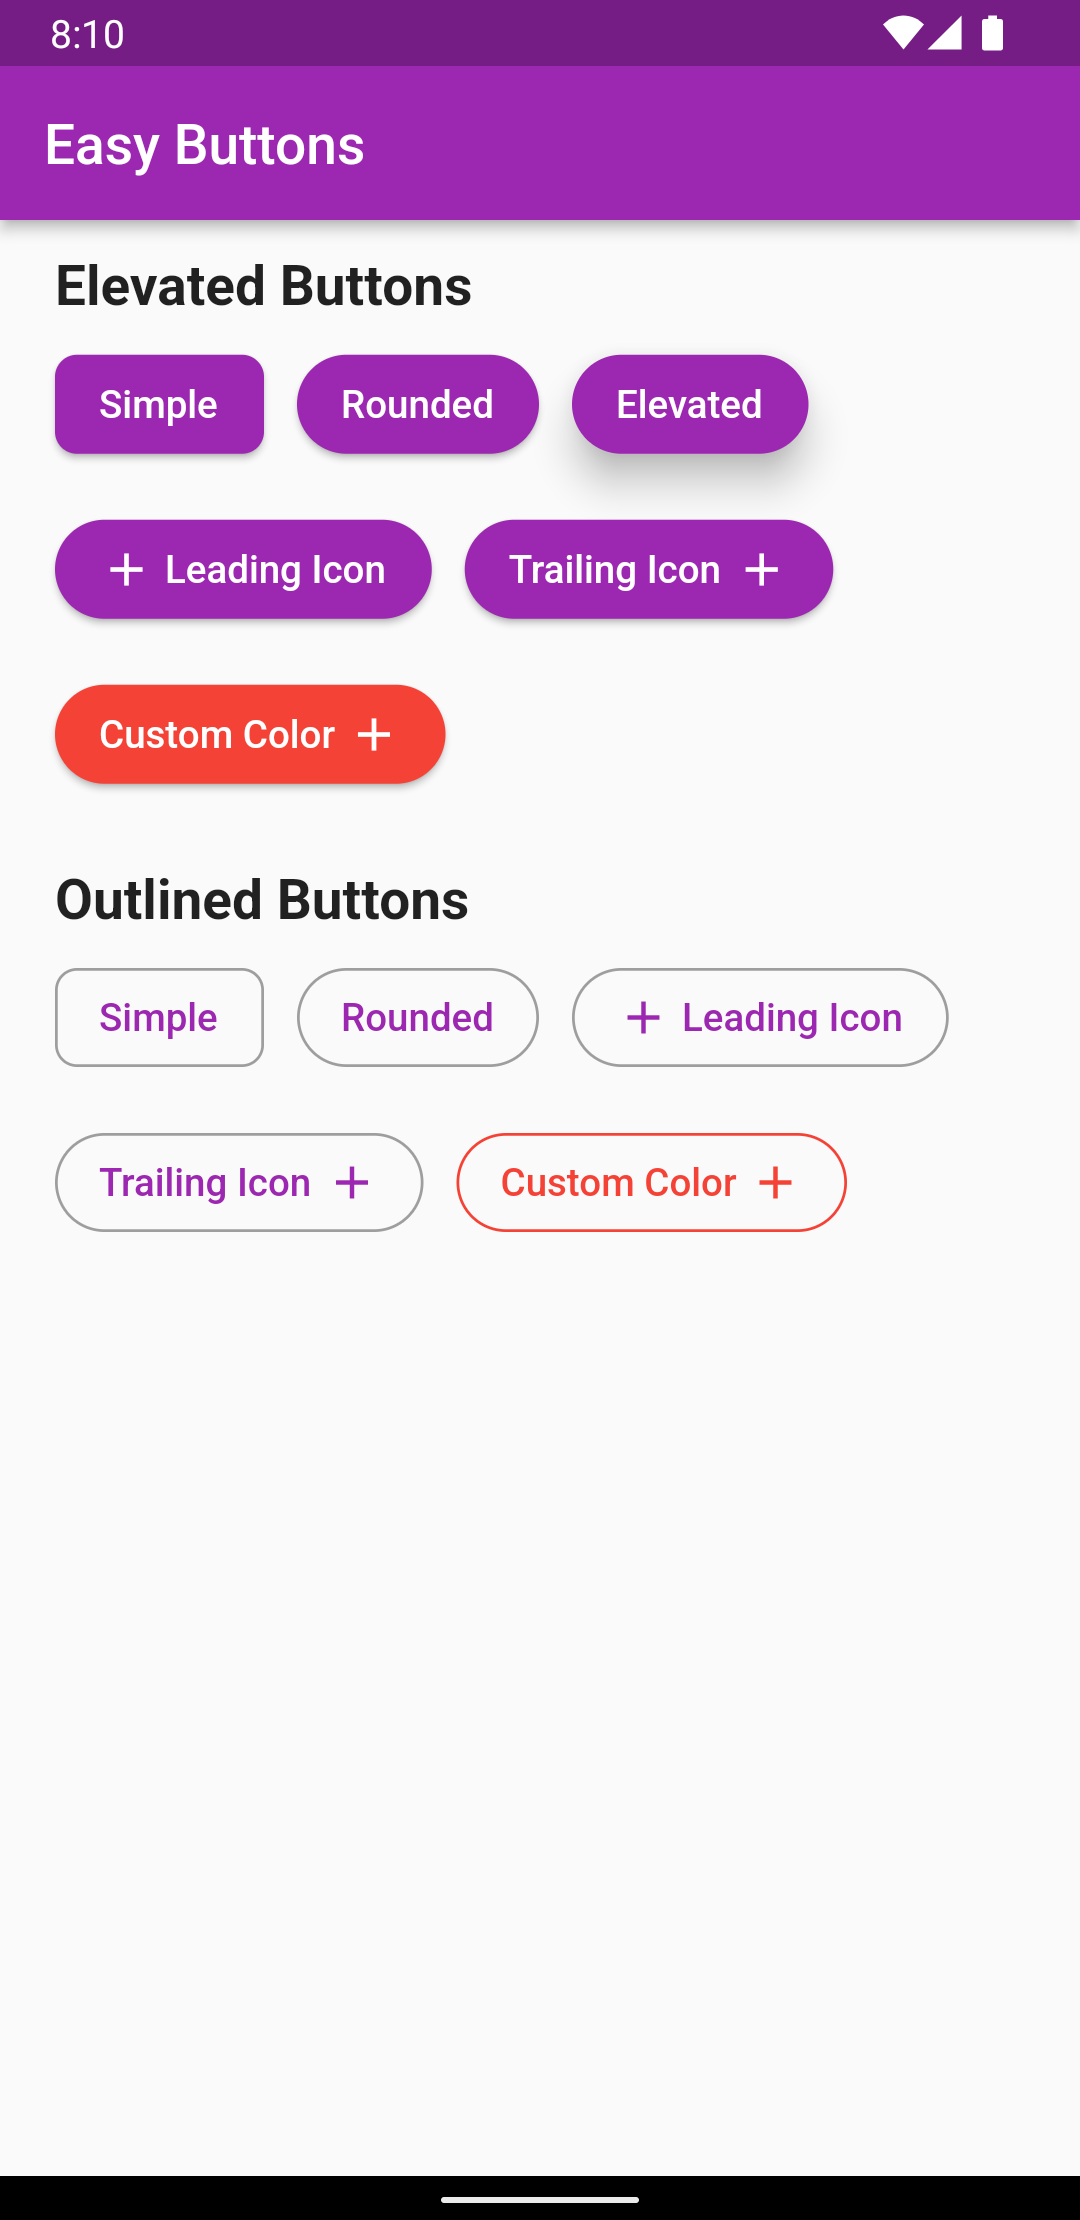 8:10
Easy Buttons
Elevated Buttons
Simple Rounded Elevated
Leading Icon Trailing Icon
Custom Color
Outlined Buttons
Simple Rounded Leading Icon
Trailing Icon Custom Color